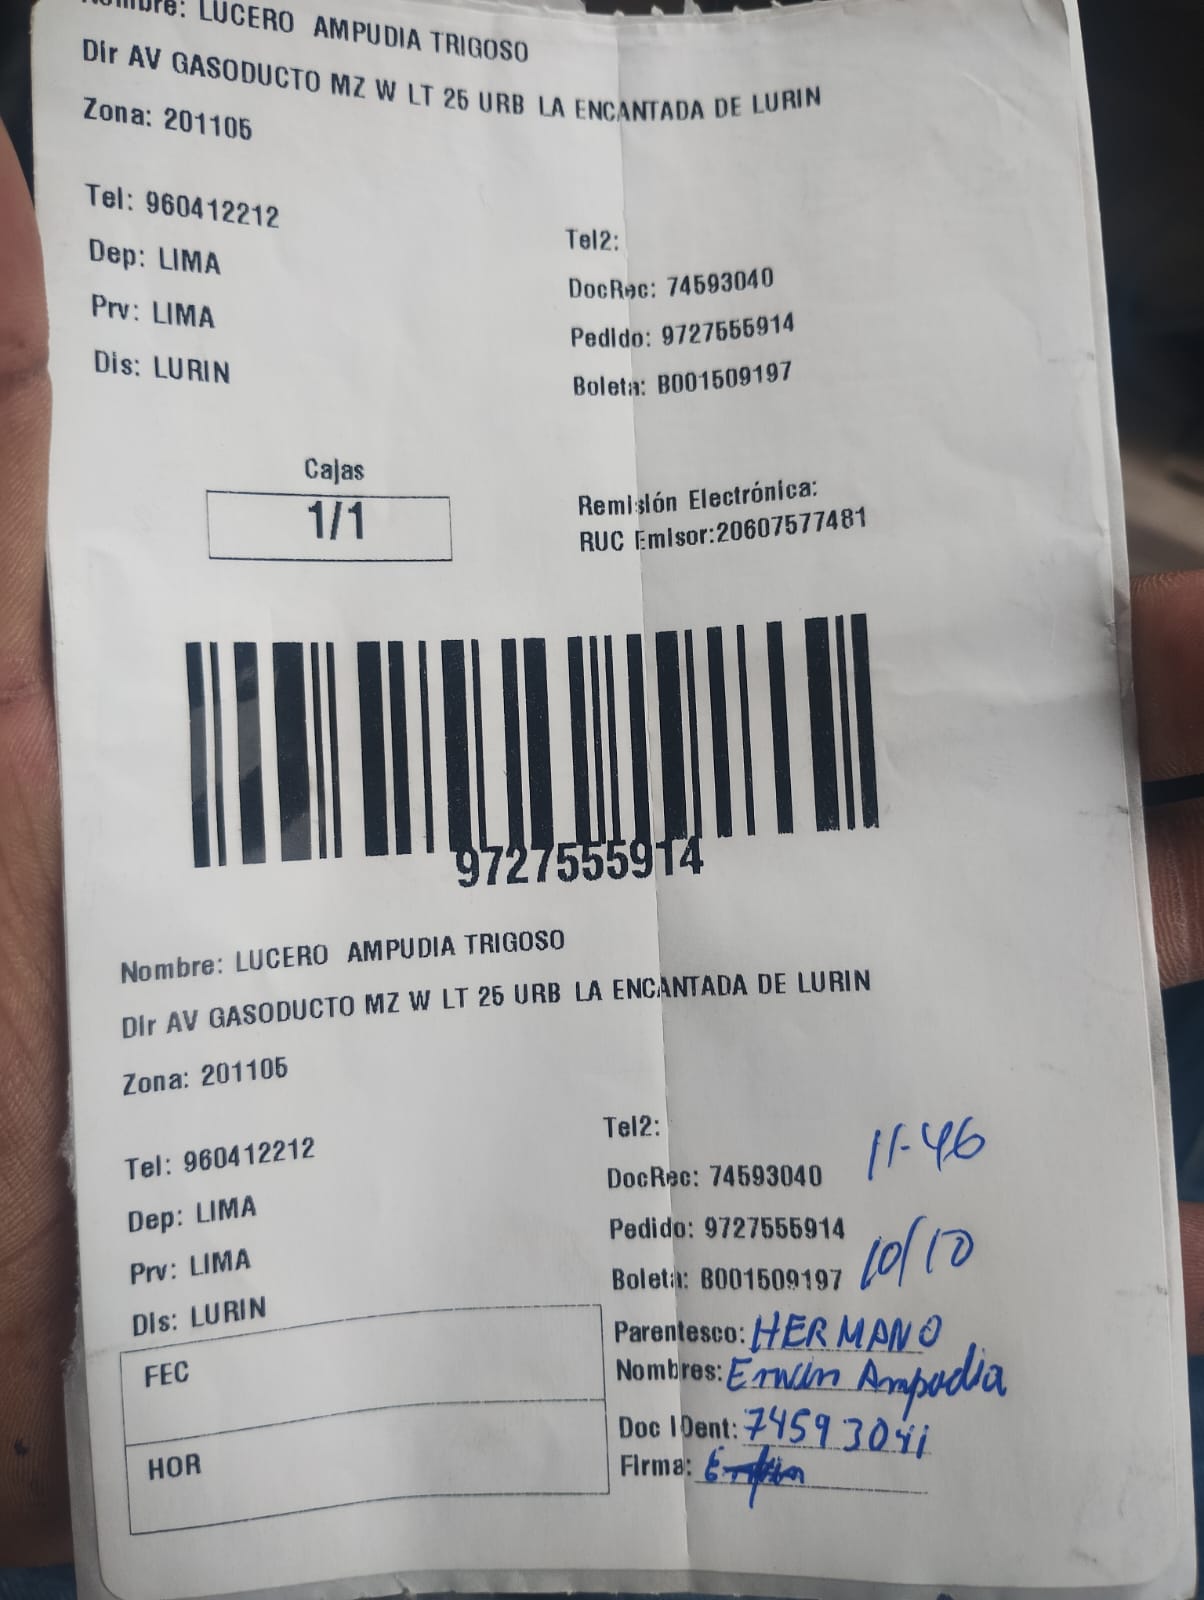 Nombre: LUCERO AMPUDIA TRIGOSO
Dir AV GASODUCTO MZ W LT 25 URB LA ENCANTADA DE LURIN
Zona: 201105
Tel: 960412212
Dep: LIMA
Prv: LIMA
Dis: LURIN
Tel2:
DocRec: 74593040
Pedido: 9727555914
Boleta: B001509197
Cajas
1/1
Remisión Electrónica:
RUC Emisor:20607577481
9727555914
Nombre: LUCERO AMPUDIA TRIGOSO
Dir AV GASODUCTO MZ W LT 25 URB LA ENCANTADA DE LURIN
Zona: 201105
Tel: 960412212
Dep: LIMA
Prv: LIMA
Dis: LURIN
Tel2:
DocRec: 74593040
Pedido: 9727555914
Boleta: B001509197
11-46
10/10
FEC
HOR
Parentesco: HERMANO
Nombres: Erwin Ampudia
Doc IDent: 74593041
Firma: